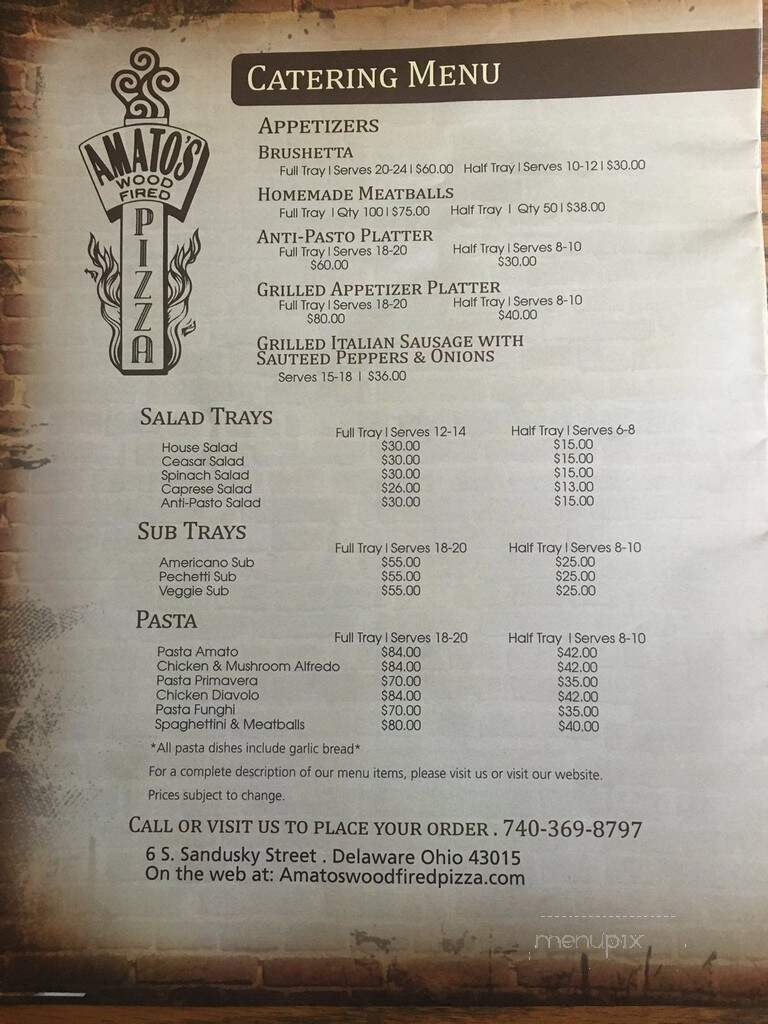 CATERING MENU
AMATO'S
WOOD
FIRED
PIZZA
APPETIZERS
BRUSHETTA
Full Tray | Serves 20-24 | $60.00 Half Tray | Serves 10-12 | $30.00
HOMEMADE MEATBALLS
Full Tray | Qty 100 | $75.00 Half Tray | Qty 50 | $38.00
ANTI-PASTO PLATTER
Full Tray | Serves 18-20 Half Tray | Serves 8-10
$60.00 $30.00
GRILLED APPETIZER PLATTER
Full Tray | Serves 18-20 Half Tray | Serves 8-10
$80.00 $40.00
GRILLED ITALIAN SAUSAGE WITH
SAUTEED PEPPERS & ONIONS
Serves 15-18 | $36.00
SALAD TRAYS
Full Tray | Serves 12-14 Half Tray | Serves 6-8
House Salad $30.00 $15.00
Ceasar Salad $30.00 $15.00
Spinach Salad $30.00 $15.00
Caprese Salad $26.00 $13.00
Anti-Pasto Salad $30.00 $15.00
SUB TRAYS
Full Tray | Serves 18-20 Half Tray | Serves 8-10
Americano Sub $55.00 $25.00
Pechetti Sub $55.00 $25.00
Veggie Sub $55.00 $25.00
PASTA
Full Tray | Serves 18-20 Half Tray | Serves 8-10
Pasta Amato $84.00 $42.00
Chicken & Mushroom Alfredo $84.00 $42.00
Pasta Primavera $70.00 $35.00
Chicken Diavolo $84.00 $42.00
Pasta Funghi $70.00 $35.00
Spaghettini & Meatballs $80.00 $40.00
*All pasta dishes include garlic bread*
For a complete description of our menu items, please visit us or visit our website.
Prices subject to change.
CALL OR VISIT US TO PLACE YOUR ORDER . 740-369-8797
6 S. Sandusky Street . Delaware Ohio 43015
On the web at: Amatoswoodfiredpizza.com
menupix